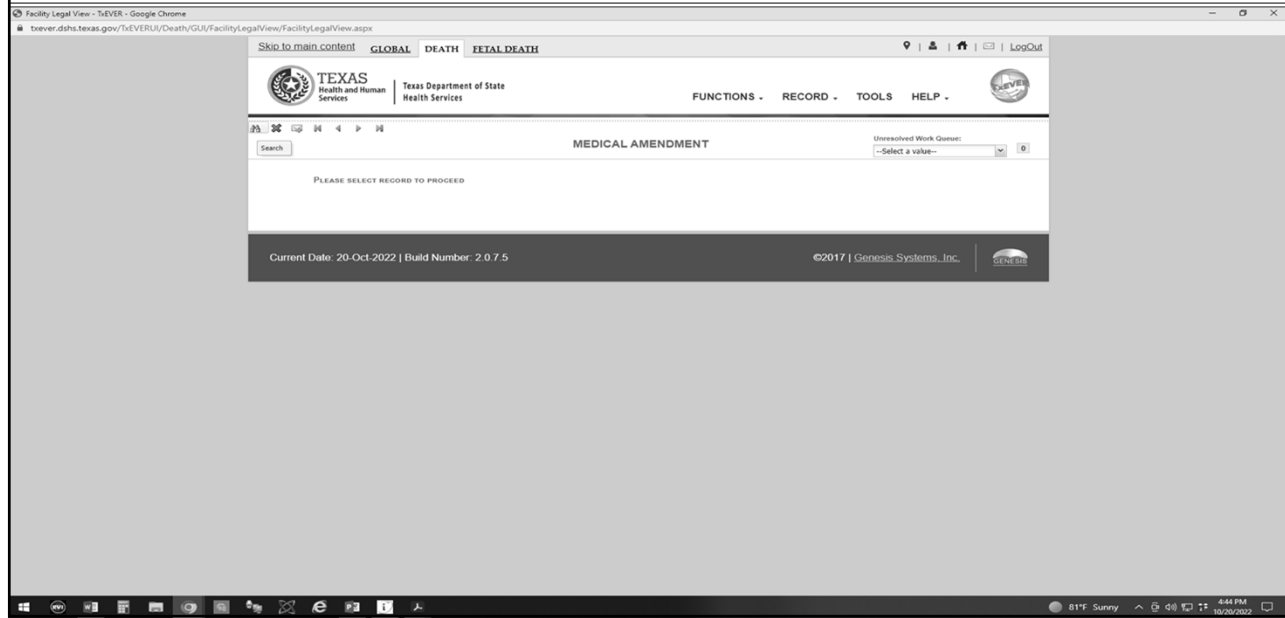 Facility Legal View - TxEVER - Google Chrome
txever.dshs.texas.gov/TxEVERUI/Death/GUI/FacilityLegalView/FacilityLegalView.aspx
Skip to main content GLOBAL DEATH FETAL DEATH | | | | LogOut
TEXAS
Health and Human
Services
Texas Department of State
Health Services
FUNCTIONS RECORD TOOLS HELP
TxEVER
Search
MEDICAL AMENDMENT
Unresolved Work Queue:
--Select a value-- 0
PLEASE SELECT RECORD TO PROCEED
Current Date: 20-Oct-2022 | Build Number: 2.0.7.5
©2017 | Genesis Systems, Inc.
GENESIS
81°F Sunny
4:44 PM
10/20/2022